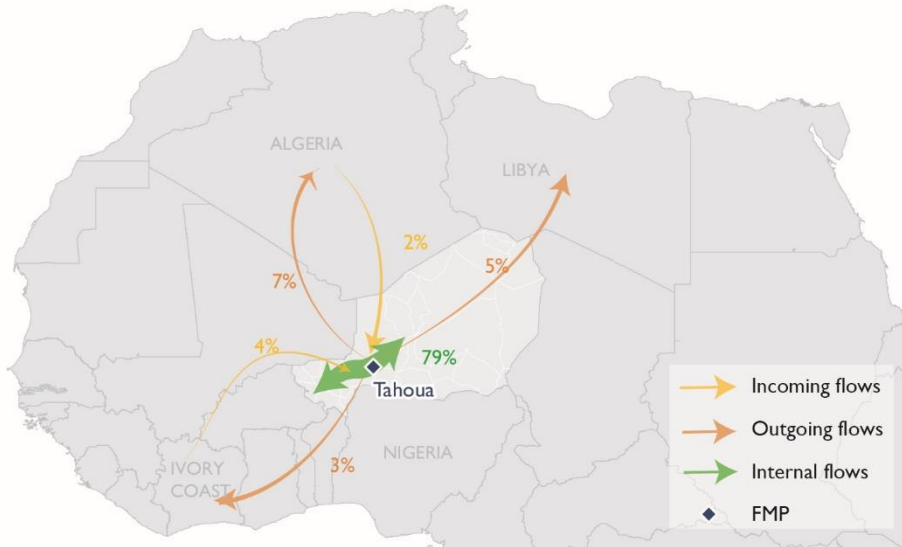 ALGERIA
LIBYA
2%
5%
7%
4%
79%
Tahoua
3%
NIGERIA
IVORY
COAST
Incoming flows
Outgoing flows
Internal flows
FMP